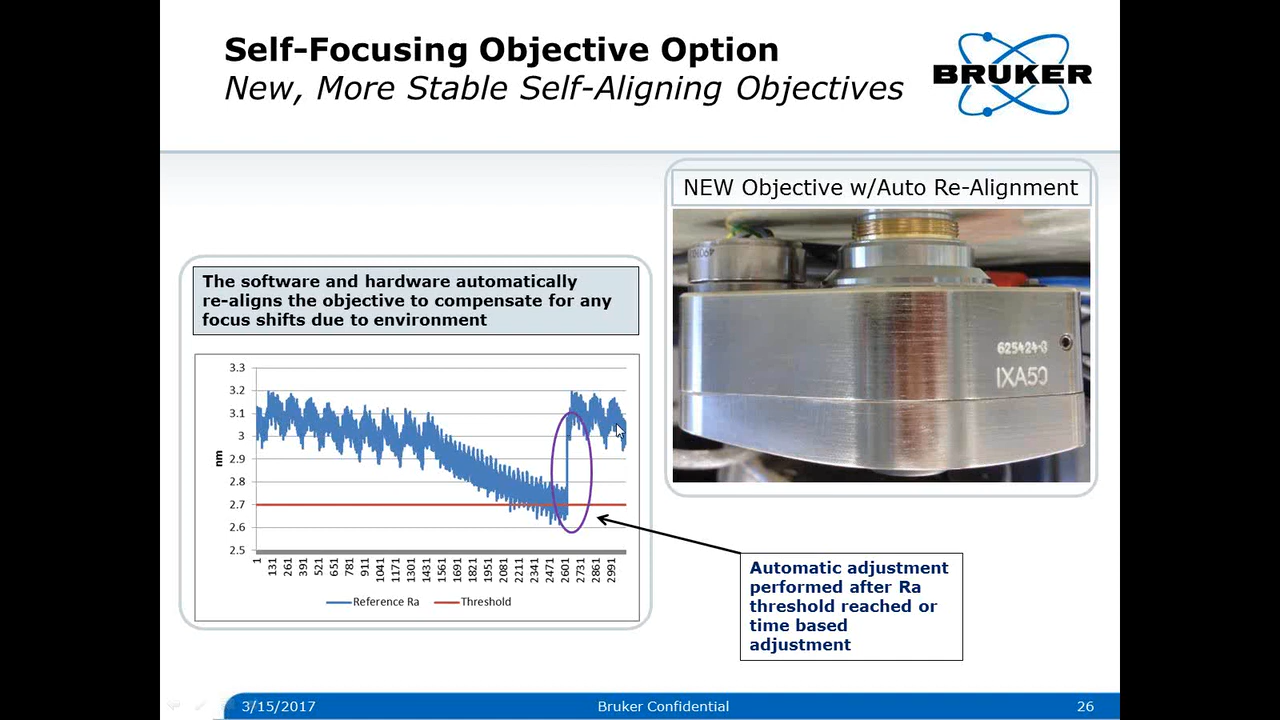 Self-Focusing Objective Option
New, More Stable Self-Aligning Objectives
BRUKER
NEW Objective w/Auto Re-Alignment
625424-3
IXA50
The software and hardware automatically
re-aligns the objective to compensate for any
focus shifts due to environment
3.3
3.2
3.1
3
2.9
2.8
2.7
2.6
2.5
nm
1
131
261
391
521
651
781
911
1041
1171
1301
1431
1561
1691
1821
1951
2081
2211
2341
2471
2601
2731
2861
2991
Reference Ra
Threshold
Automatic adjustment
performed after Ra
threshold reached or
time based
adjustment
3/15/2017
Bruker Confidential
26